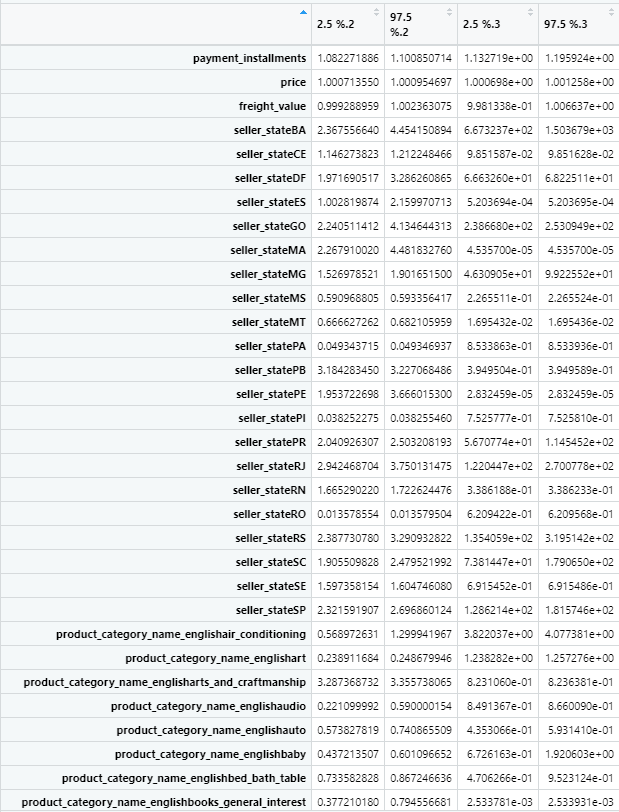 2.5 %.2 97.5 %.2 2.5 %.3 97.5 %.3
payment_installments 1.082271886 1.100850714 1.132719e+00 1.195924e+00
price 1.000713550 1.000954697 1.000698e+00 1.001258e+00
freight_value 0.999288959 1.002363075 9.981338e-01 1.006637e+00
seller_stateBA 2.367556640 4.454150894 6.673237e+02 1.503679e+03
seller_stateCE 1.146273823 1.212248466 9.851587e-02 9.851628e-02
seller_stateDF 1.971690517 3.286260865 6.663260e+01 6.822511e+01
seller_stateES 1.002819874 2.159970713 5.203694e-04 5.203695e-04
seller_stateGO 2.240511412 4.134644313 2.386680e+02 2.530949e+02
seller_stateMA 2.267910020 4.481832760 4.535700e-05 4.535700e-05
seller_stateMG 1.526978521 1.901651500 4.630905e+01 9.922552e+01
seller_stateMS 0.590968805 0.593356417 2.265511e-01 2.265524e-01
seller_stateMT 0.666627262 0.682105959 1.695432e-02 1.695436e-02
seller_statePA 0.049343715 0.049346937 8.533863e-01 8.533936e-01
seller_statePB 3.184283450 3.227068486 3.949504e-01 3.949589e-01
seller_statePE 1.953722698 3.666015300 2.832459e-05 2.832459e-05
seller_statePI 0.038252275 0.038255460 7.525777e-01 7.525810e-01
seller_statePR 2.040926307 2.503208193 5.670774e+01 1.145452e+02
seller_stateRJ 2.942468704 3.750131475 1.220447e+02 2.700778e+02
seller_stateRN 1.665290220 1.722624476 3.386188e-01 3.386233e-01
seller_stateRO 0.013578554 0.013579504 6.209422e-01 6.209568e-01
seller_stateRS 2.387730780 3.290932822 1.354059e+02 3.195142e+02
seller_stateSC 1.905509828 2.479521992 7.381447e+01 1.790650e+02
seller_stateSE 1.597358154 1.604746080 6.915452e-01 6.915486e-01
seller_stateSP 2.321591907 2.696860124 1.286214e+02 1.815746e+02
product_category_name_englishair_conditioning 0.568972631 1.299941967 3.822037e+00 4.077381e+00
product_category_name_englishart 0.238911684 0.248679946 1.238282e+00 1.257276e+00
product_category_name_englisharts_and_craftmanship 3.287368732 3.355738065 8.231060e-01 8.236381e-01
product_category_name_englishaudio 0.221099992 0.590000154 8.491367e-01 8.660090e-01
product_category_name_englishauto 0.573827819 0.740865509 4.353066e-01 5.931410e-01
product_category_name_englishbaby 0.437213507 0.601096652 6.726163e-01 1.920603e+00
product_category_name_englishbed_bath_table 0.733582828 0.867246636 4.706266e-01 9.523124e-01
product_category_name_englishbooks_general_interest 0.377210180 0.794556681 2.533781e-03 2.533931e-03